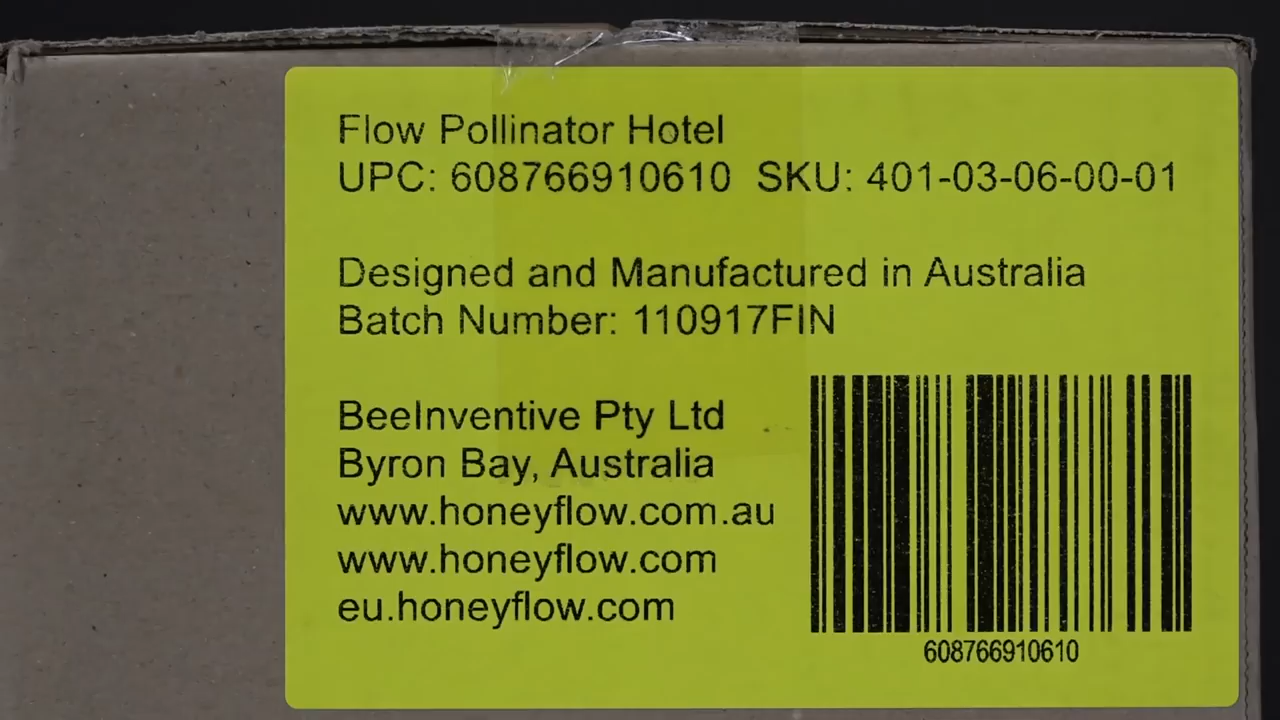 Flow Pollinator Hotel
UPC: 608766910610 SKU: 401-03-06-00-01
Designed and Manufactured in Australia
Batch Number: 110917FIN
BeeInventive Pty Ltd
Byron Bay, Australia
www.honeyflow.com.au
www.honeyflow.com
eu.honeyflow.com
608766910610